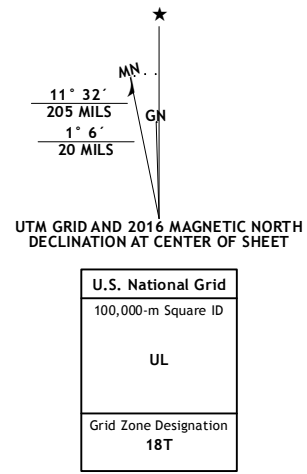 ★
MN
GN
11° 32´
205 MILS
1° 6´
20 MILS
UTM GRID AND 2016 MAGNETIC NORTH
DECLINATION AT CENTER OF SHEET
U.S. National Grid
100,000-m Square ID
UL
Grid Zone Designation
18T